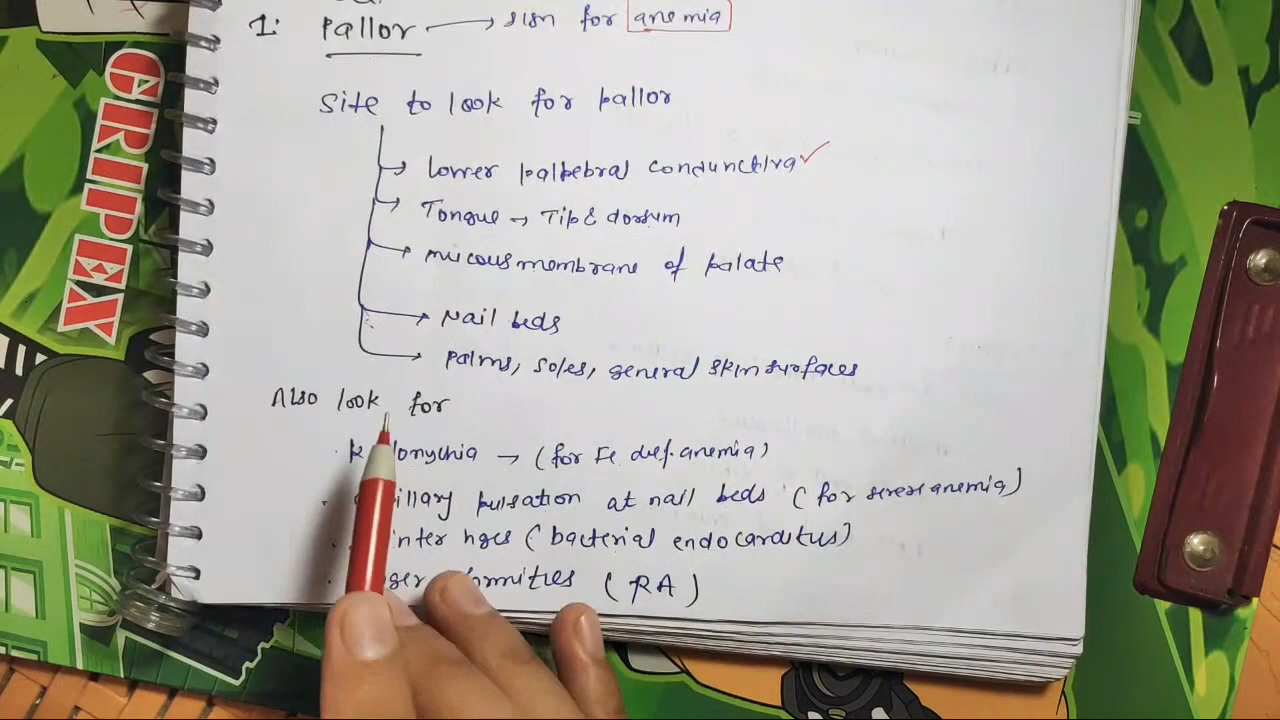 1. Pallor → sign for anemia
Site to look for pallor
→ Lower palpebral conjunctiva ✓
→ Tongue → Tip & dorsum
→ mucous membrane of palate
→ Nail beds
→ Palms, soles, general skin surfaces
Also look for
lonychia → (for Fe def. anemia)
illary pulsation at nail beds (for severe anemia)
inter hges (bacterial endocarditis)
ger formities (RA)
CRIPEX